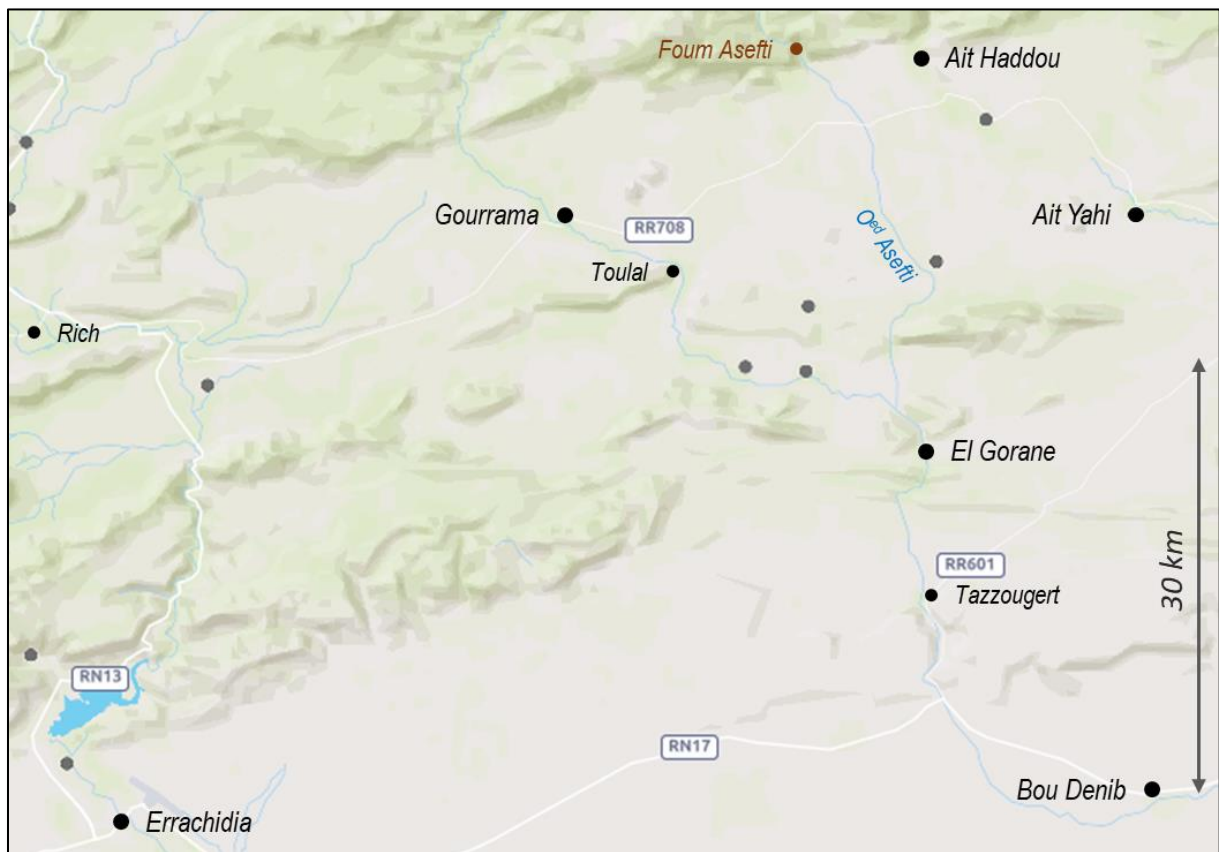 Foum Asefti
Ait Haddou
Gourrama
RR708
Oed Asefti
Ait Yahi
Toulal
Rich
El Gorane
30 km
RR601
Tazzougert
RN13
RN17
Bou Denib
Errachidia